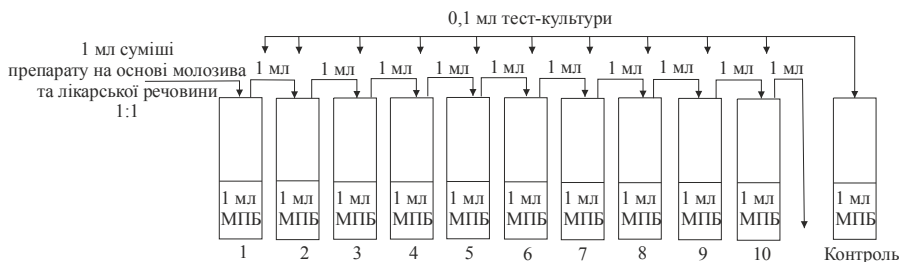 0,1 мл тест-культури
1 мл суміші
препарату на основі молозива
та лікарської речовини
1:1
1 мл 1 мл 1 мл 1 мл 1 мл 1 мл 1 мл 1 мл 1 мл 1 мл
1 мл 1 мл 1 мл 1 мл 1 мл 1 мл 1 мл 1 мл 1 мл 1 мл 1 мл
МПБ МПБ МПБ МПБ МПБ МПБ МПБ МПБ МПБ МПБ МПБ
1 2 3 4 5 6 7 8 9 10 Контроль